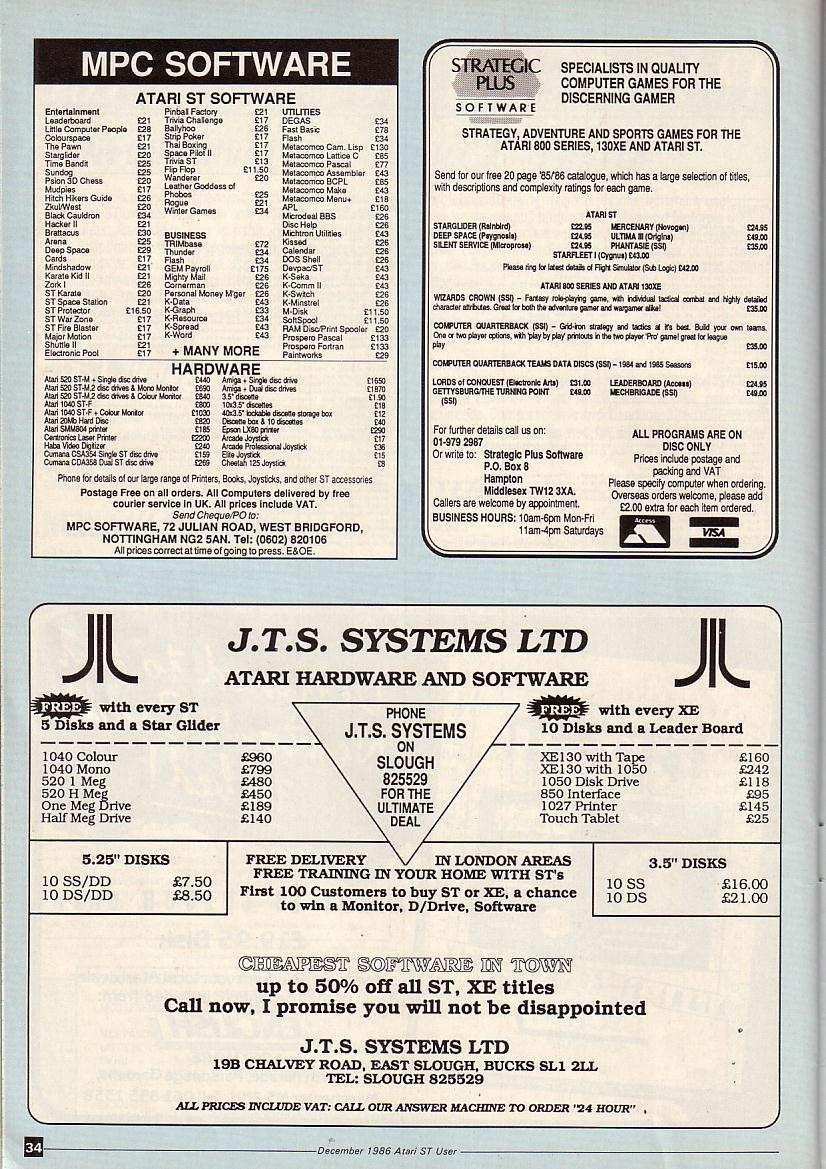 MPC SOFTWARE
ATARI ST SOFTWARE
Entertainment
Leaderboard £21
Little Computer People £28
Colourspace £17
The Pawn £21
Starglider £20
Time Bandit £25
Sundog £25
Psion 3D Chess £20
Mudpies £17
Hitch Hikers Guide £26
Zkul/West £20
Black Cauldron £34
Hacker II £21
Brattacus £30
Arena £25
Deep Space £29
Cards £17
Mindshadow £21
Karate Kid II £21
Zork I £26
ST Karate £20
ST Space Station £21
ST Protector £16.50
ST War Zone £17
ST Fire Blaster £17
Major Motion £17
Shuttle II £21
Electronic Pool £17
Pinball Factory £21
Trivia Challenge £17
Ballyhoo £26
Strip Poker £17
Thai Boxing £17
Space Pilot II £17
Trivia ST £13
Flip Flop £11.50
Wanderer £20
Leather Goddess of
Phobos £25
Rogue £21
Winter Games £34
BUSINESS
TRIMbase £72
Thunder £34
Flash £34
GEM Payroll £175
Mighty Mail £26
Cornerman £26
Personal Money M'ger £26
K-Data £43
K-Graph £33
K-Resource £34
K-Spread £43
K-Word £43
+ MANY MORE
UTILITIES
DEGAS £34
Fast Basic £78
Flash £34
Metacomco Cam. Lisp £130
Metacomco Lattice C £85
Metacomco Pascal £77
Metacomco Assembler £43
Metacomco BCPL £85
Metacomco Make £43
Metacomco Menu+ £18
APL £160
Microdeal BBS £26
Disc Help £26
Michtron Utilities £43
Kissed £26
Calendar £26
DOS Shell £26
Devpac/ST £43
K-Seka £43
K-Comm II £43
K-Switch £26
K-Minstrel £26
M-Disk £11.50
SoftSpool £11.50
RAM Disc/Print Spooler £20
Prospero Pascal £133
Prospero Fortran £133
Paintworks £29
HARDWARE
Atari 520 ST-M + Single disc drive £440
Atari 520 ST-M,2 disc drives & Mono Monitor £690
Atari 520 ST-M,2 disc drives & Colour Monitor £840
Atari 1040 ST-F £800
Atari 1040 ST-F + Colour Monitor £1030
Atari 20Mb Hard Disc £820
Atari SMM804 printer £185
Centronics Laser Printer £2200
Haba Video Digitizer £240
Cumana CSA354 Single ST disc drive £159
Cumana CDA358 Dual ST disc drive £269
Amiga + Single disc drive £1650
Amiga + Dual disc drives £1870
3.5" discette £1.90
10x3.5" discettes £18
40x3.5" lockable discette storage box £12
Discette box & 10 discettes £40
Epson LX80 printer £290
Arcade Joystick £17
Arcade Professional Joystick £36
Elite Joystick £15
Cheetah 125 Joystick £8
Phone for details of our large range of Printers, Books, Joysticks, and other ST accessories
Postage Free on all orders. All Computers delivered by free
courier service in UK. All prices include VAT.
Send Cheque/PO to:
MPC SOFTWARE, 72 JULIAN ROAD, WEST BRIDGFORD,
NOTTINGHAM NG2 5AN. Tel: (0602) 820106
All prices correct at time of going to press. E&OE.
STRATEGIC
PLUS
SOFTWARE
SPECIALISTS IN QUALITY
COMPUTER GAMES FOR THE
DISCERNING GAMER
STRATEGY, ADVENTURE AND SPORTS GAMES FOR THE
ATARI 800 SERIES, 130XE AND ATARI ST.
Send for our free 20 page '85/86 catalogue, which has a large selection of titles,
with descriptions and complexity ratings for each game.
ATARI ST
STARGLIDER (Rainbird) £22.95 MERCENARY (Novogen) £24.95
DEEP SPACE (Psygnosis) £24.95 ULTIMA III (Origins) £49.00
SILENT SERVICE (Microprose) £24.95 PHANTASIE (SSI) £35.00
STARFLEET I (Cygnus) £43.00
Please ring for latest details of Flight Simulator (Sub Logic) £42.00
ATARI 800 SERIES AND ATARI 130XE
WIZARDS CROWN (SSI) – Fantasy role-playing game, with individual tactical combat and highly detailed
character attributes. Great for both the adventure gamer and wargamer alike! £35.00
COMPUTER QUARTERBACK (SSI) – Grid-iron strategy and tactics at it's best. Build your own teams.
One or two player options, with 'play by play' printouts in the two player 'Pro' game! great for league
play £35.00
COMPUTER QUARTERBACK TEAMS DATA DISCS (SSI) – 1984 and 1985 Seasons £15.00
LORDS of CONQUEST (Electronic Arts) £31.00 LEADERBOARD (Access) £24.95
GETTYSBURG/THE TURNING POINT £49.00 MECHBRIGADE (SSI) £49.00
(SSI)
For further details call us on:
01-979 2987
Or write to: Strategic Plus Software
P.O. Box 8
Hampton
Middlesex TW12 3XA.
Callers are welcome by appointment.
BUSINESS HOURS: 10am-6pm Mon-Fri
11am-4pm Saturdays
ALL PROGRAMS ARE ON
DISC ONLY
Prices include postage and
packing and VAT
Please specify computer when ordering.
Overseas orders welcome, please add
£2.00 extra for each item ordered.
Access
VISA
J.T.S. SYSTEMS LTD
ATARI HARDWARE AND SOFTWARE
FREE with every ST
5 Disks and a Star Glider
PHONE
J.T.S. SYSTEMS
ON
SLOUGH
825529
FOR THE
ULTIMATE
DEAL
FREE with every XE
10 Disks and a Leader Board
1040 Colour £960
1040 Mono £799
520 1 Meg £480
520 H Meg £450
One Meg Drive £189
Half Meg Drive £140
XE130 with Tape £160
XE130 with 1050 £242
1050 Disk Drive £118
850 Interface £95
1027 Printer £145
Touch Tablet £25
5.25" DISKS
10 SS/DD £7.50
10 DS/DD £8.50
FREE DELIVERY IN LONDON AREAS
FREE TRAINING IN YOUR HOME WITH ST's
First 100 Customers to buy ST or XE, a chance
to win a Monitor, D/Drive, Software
3.5" DISKS
10 SS £16.00
10 DS £21.00
CHEAPEST SOFTWARE IN TOWN
up to 50% off all ST, XE titles
Call now, I promise you will not be disappointed
J.T.S. SYSTEMS LTD
19B CHALVEY ROAD, EAST SLOUGH, BUCKS SL1 2LL
TEL: SLOUGH 825529
ALL PRICES INCLUDE VAT: CALL OUR ANSWER MACHINE TO ORDER "24 HOUR"
34
December 1986 Atari ST User